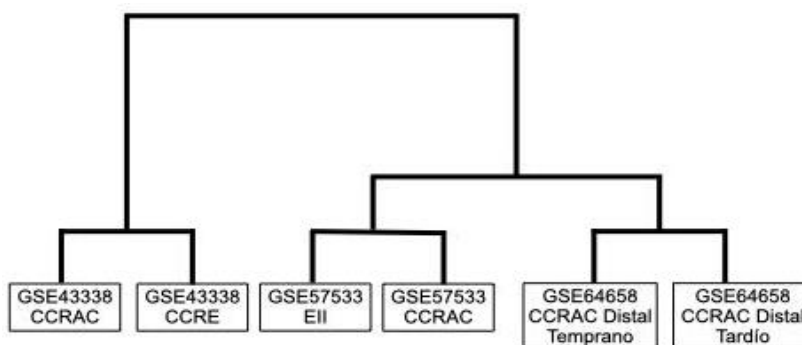 GSE43338
CCRAC
GSE43338
CCRE
GSE57533
EII
GSE57533
CCRAC
GSE64658
CCRAC Distal
Temprano
GSE64658
CCRAC Distal
Tardío